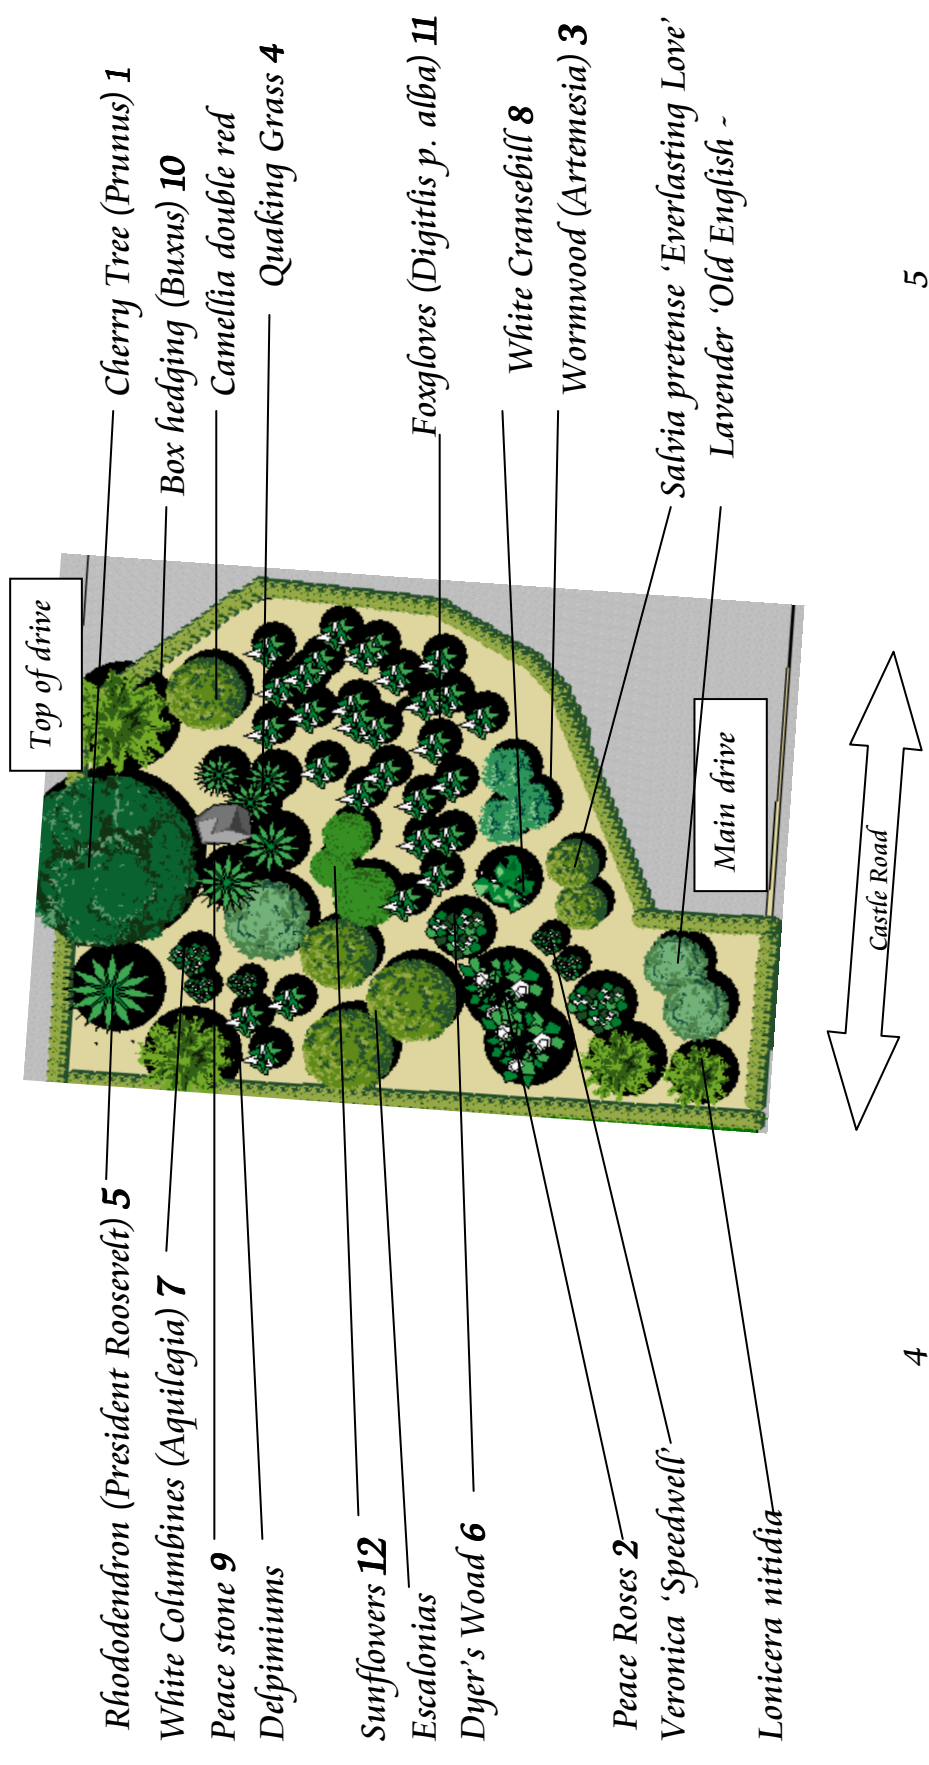 Rhododendron (President Roosevelt) 5
White Columbines (Aquilegia) 7
Peace stone 9
Delpimiums
Sunflowers 12
Escalonias
Dyer's Woad 6
Peace Roses 2
Veronica ‘Speedwell’
Lonicera nitidia
4
Top of drive
Main drive
Castle Road
Cherry Tree (Prunus) 1
Box hedging (Buxus) 10
Camellia double red
Quaking Grass 4
Foxgloves (Digitlis p. alba) 11
White Cransebill 8
Wormwood (Artemesia) 3
Salvia pretense ‘Everlasting Love’
Lavender ‘Old English ~
5